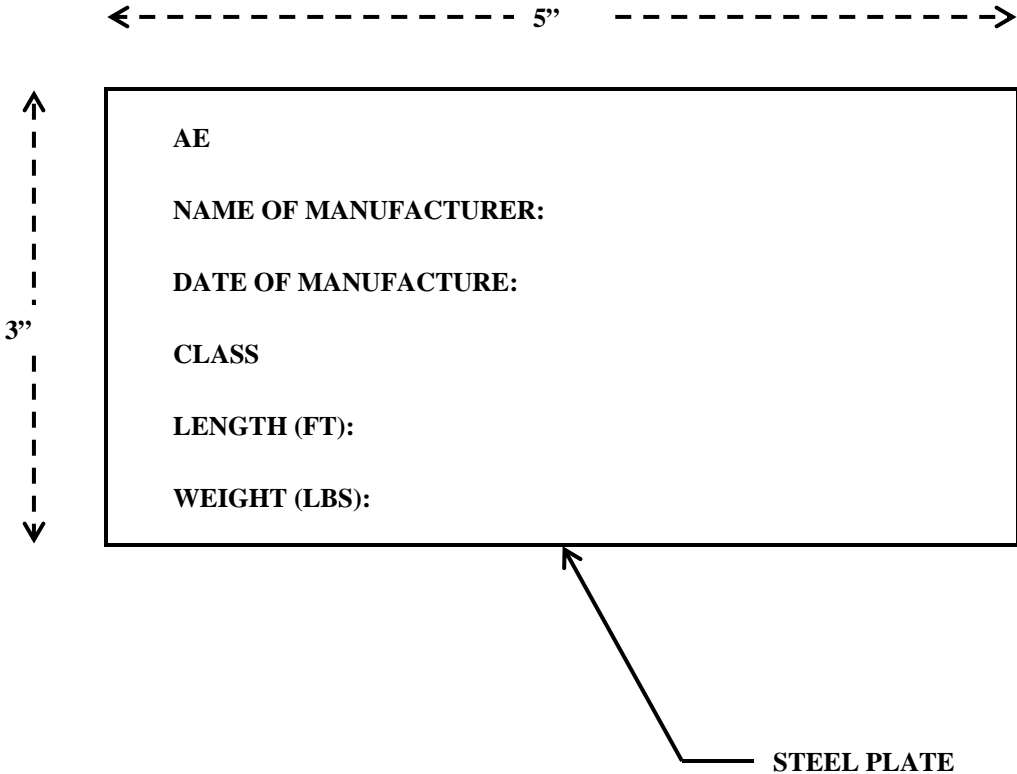 5”
AE
NAME OF MANUFACTURER:
DATE OF MANUFACTURE:
3”
CLASS
LENGTH (FT):
WEIGHT (LBS):
STEEL PLATE